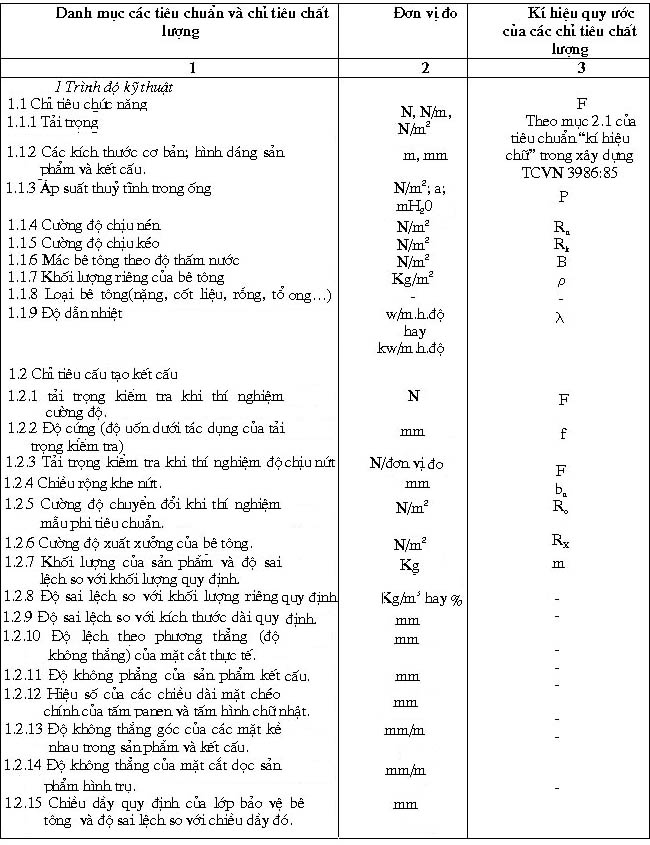 Danh mục các tiêu chuẩn và chỉ tiêu chất lượng
Đơn vị đo
Kí hiệu quy ước của các chỉ tiêu chất lượng
1
2
3
1 Trình độ kỹ thuật
1.1 Chỉ tiêu chức năng
F
1.1.1 Tải trọng
N, N/m, N/m²
Theo mục 2.1 của tiêu chuẩn "kí hiệu chữ" trong xây dựng TCVN 3986:85
1.1.2 Các kích thước cơ bản; hình dáng sản phẩm và kết cấu.
m, mm
1.1.3 Áp suất thuỷ tĩnh trong ống
N/m²; a; mH₂0
P
1.1.4 Cường độ chịu nén
N/m²
Rₙ
1.1.5 Cường độ chịu kéo
N/m²
Rₖ
1.1.6 Mác bê tông theo độ thấm nước
N/m²
B
1.1.7 Khối lượng riêng của bê tông
Kg/m²
ρ
1.1.8 Loại bê tông(nặng, cốt liệu, rỗng, tổ ong...)
-
-
1.1.9 Độ dẫn nhiệt
w/m.h.độ hay kw/m.h.độ
λ
1.2 Chỉ tiêu cấu tạo kết cấu
1.2.1 tải trọng kiểm tra khi thí nghiệm cường độ.
N
F
1.2.2 Độ cứng (độ uốn dưới tác dụng của tải trọng kiểm tra)
mm
f
1.2.3 Tải trọng kiểm tra khi thí nghiệm độ chịu nứt
N/đơn vị đo
F
1.2.4 Chiều rộng khe nứt.
mm
bₙ
1.2.5 Cường độ chuyển đổi khi thí nghiệm mẫu phi tiêu chuẩn.
N/m²
Rₒ
1.2.6 Cường độ xuất xưởng của bê tông.
N/m²
Rₓ
1.2.7 Khối lượng của sản phẩm và độ sai lệch so với khối lượng quy định.
Kg
m
1.2.8 Độ sai lệch so với khối lượng riêng quy định
Kg/m³ hay %
-
1.2.9 Độ sai lệch so với kích thước dài quy định.
mm
-
1.2.10 Độ lệch theo phương thẳng (độ không thẳng) của mặt cắt thực tế.
mm
-
1.2.11 Độ không phẳng của sản phẩm kết cấu.
mm
-
1.2.12 Hiệu số của các chiều dài mặt chéo chính của tấm panen và tấm hình chữ nhật.
mm
-
1.2.13 Độ không thẳng góc của các mặt kề nhau trong sản phẩm và kết cấu.
mm/m
-
1.2.14 Độ không thẳng của mặt cắt dọc sản phẩm hình trụ.
mm/m
-
1.2.15 Chiều dầy quy định của lớp bảo vệ bê tông và độ sai lệch so với chiều dầy đó.
mm
-